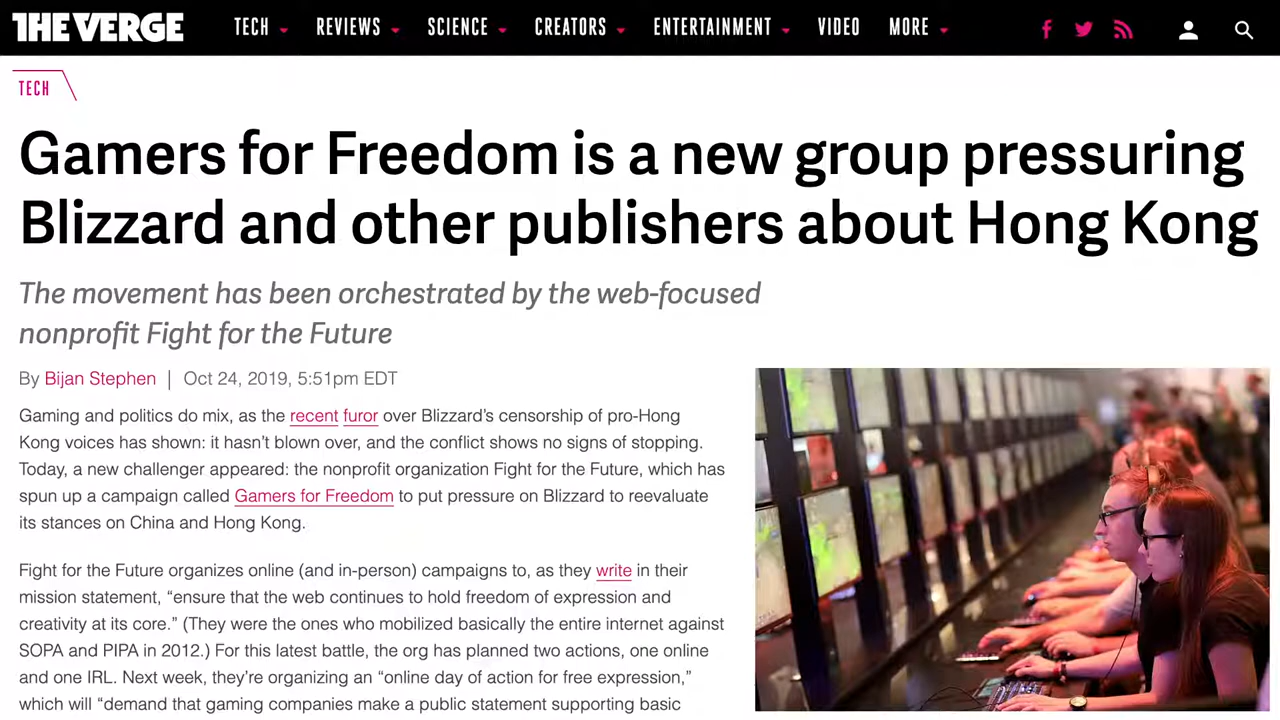 THE VERGE TECH REVIEWS SCIENCE CREATORS ENTERTAINMENT VIDEO MORE
TECH
Gamers for Freedom is a new group pressuring
Blizzard and other publishers about Hong Kong
The movement has been orchestrated by the web-focused
nonprofit Fight for the Future
By Bijan Stephen | Oct 24, 2019, 5:51pm EDT
Gaming and politics do mix, as the recent furor over Blizzard’s censorship of pro-Hong
Kong voices has shown: it hasn’t blown over, and the conflict shows no signs of stopping.
Today, a new challenger appeared: the nonprofit organization Fight for the Future, which has
spun up a campaign called Gamers for Freedom to put pressure on Blizzard to reevaluate
its stances on China and Hong Kong.
Fight for the Future organizes online (and in-person) campaigns to, as they write in their
mission statement, “ensure that the web continues to hold freedom of expression and
creativity at its core.” (They were the ones who mobilized basically the entire internet against
SOPA and PIPA in 2012.) For this latest battle, the org has planned two actions, one online
and one IRL. Next week, they’re organizing an “online day of action for free expression,”
which will “demand that gaming companies make a public statement supporting basic